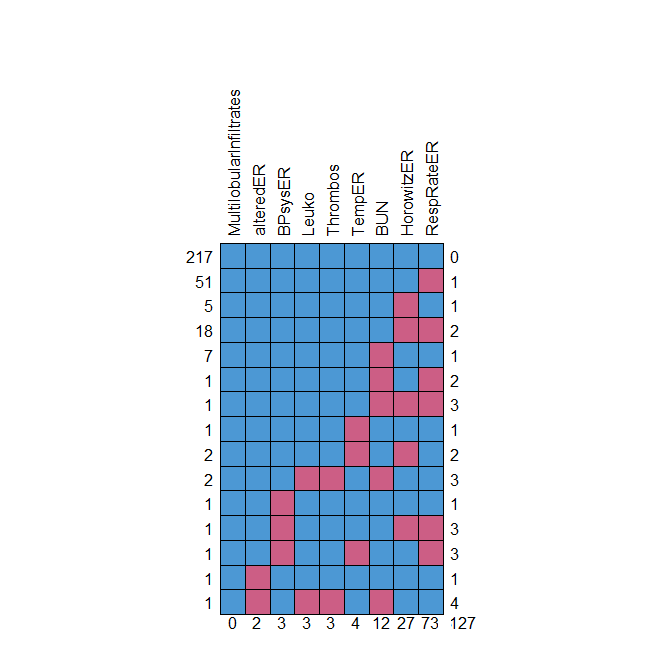 MultilobularInfiltrates
alteredER
BPsysER
Leuko
Thrombos
TempER
BUN
HorowitzER
RespRateER
217 0
51 1
5 1
18 2
7 1
1 2
1 3
1 1
2 2
2 3
1 1
1 3
1 3
1 1
1 4
0 2 3 3 3 4 12 27 73 127